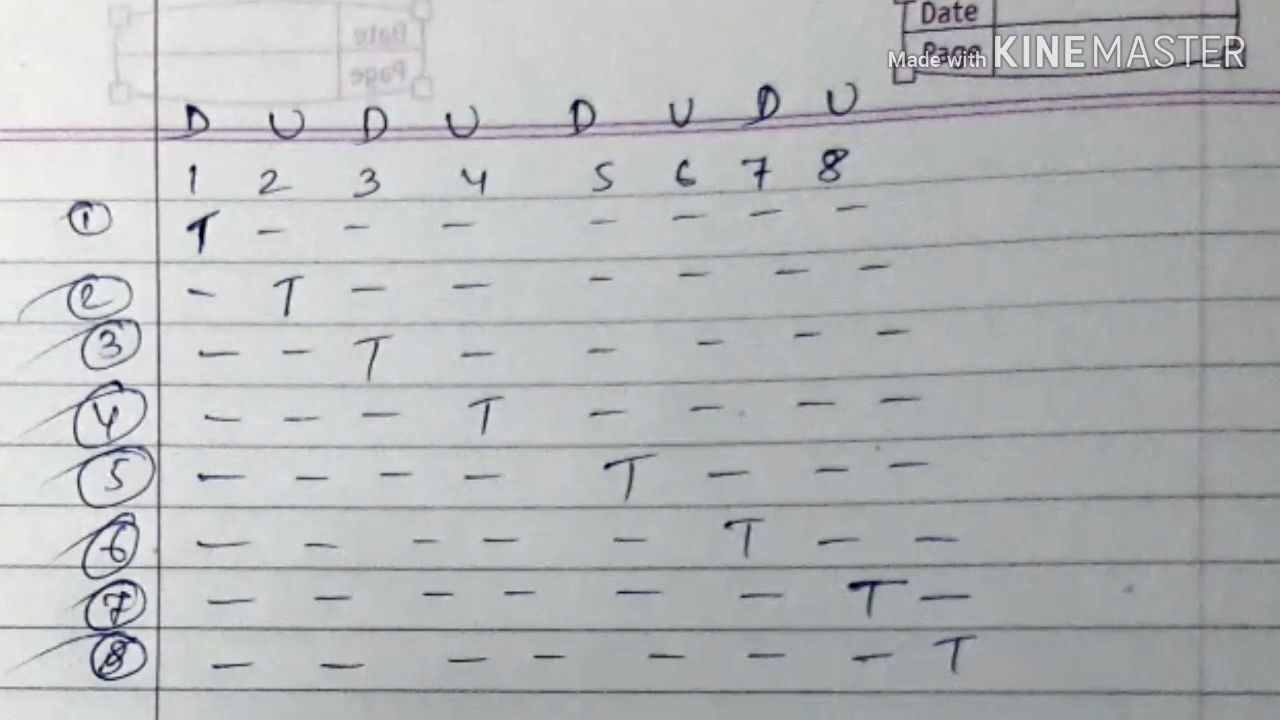 Date
Page
Made with KINEMASTER
D U D U D U D U
1 2 3 4 5 6 7 8
① T - - - - - - -
② - T - - - - - -
③ - - T - - - - -
④ - - - T - - - -
⑤ - - - - T - - -
⑥ - - - - - T - -
⑦ - - - - - - T -
⑧ - - - - - - - T